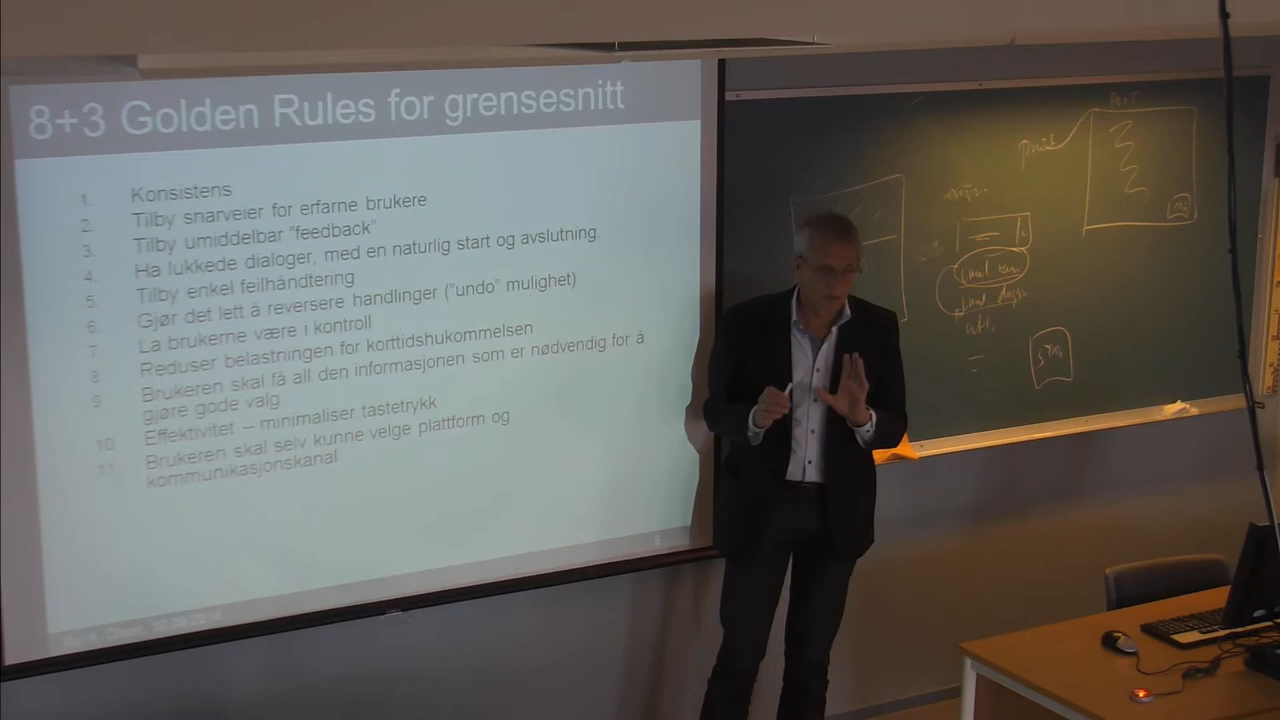 8+3 Golden Rules for grensesnitt
1. Konsistens
2. Tilby snarveier for erfarne brukere
3. Tilby umiddelbar "feedback"
4. Ha lukkede dialoger, med en naturlig start og avslutning.
5. Tilby enkel feilhåndtering
6. Gjør det lett å reversere handlinger ("undo" mulighet)
7 La brukerne være i kontroll
8 Reduser belastningen for korttidshukommelsen
9 Brukeren skal få all den informasjonen som er nødvendig for å
gjøre gode valg
10 Effektivitet – minimaliser tastetrykk
11 Brukeren skal selv kunne velge plattform og
kommunikasjonskanal
8